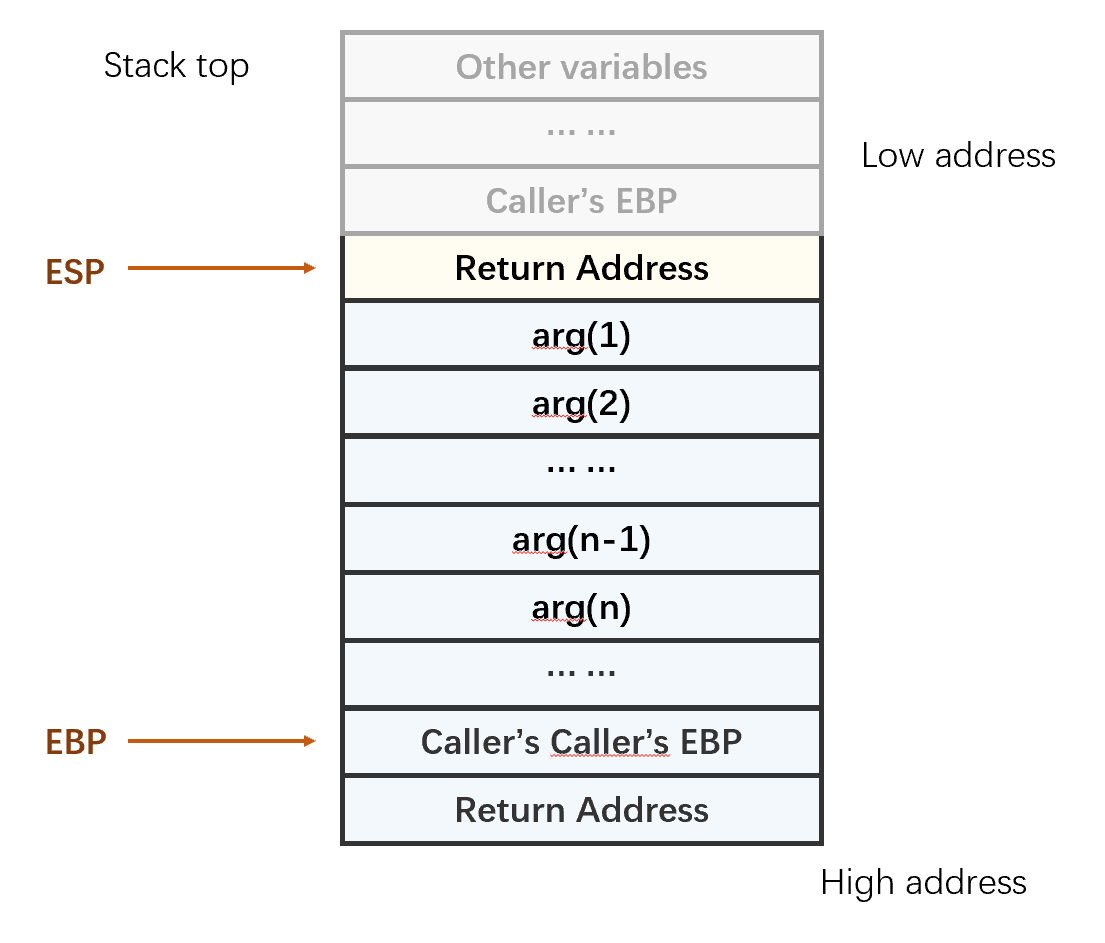 Stack top
Other variables
... ...
Low address
Caller’s EBP
ESP
Return Address
arg(1)
arg(2)
... ...
arg(n-1)
arg(n)
... ...
EBP
Caller’s Caller’s EBP
Return Address
High address